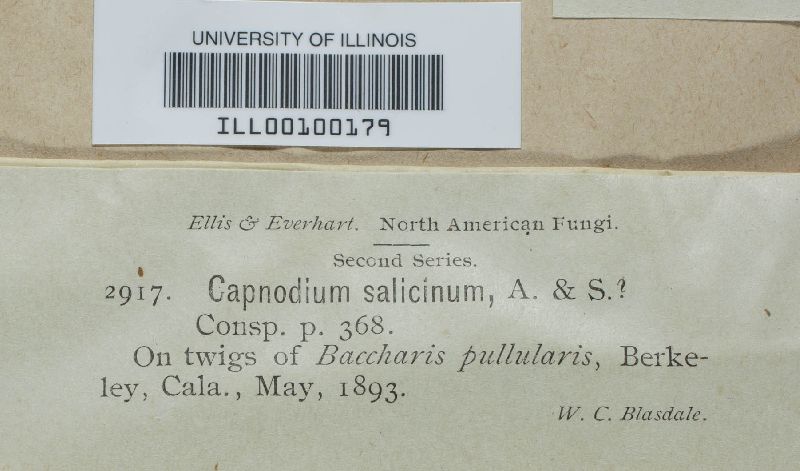 UNIVERSITY OF ILLINOIS
ILL00100179
Ellis & Everhart. North American Fungi.
Second Series.
2917. Capnodium salicinum, A. & S.?
Consp. p. 368.
On twigs of Baccharis pullularis, Berke-
ley, Cala., May, 1893.
W. C. Blasdale.